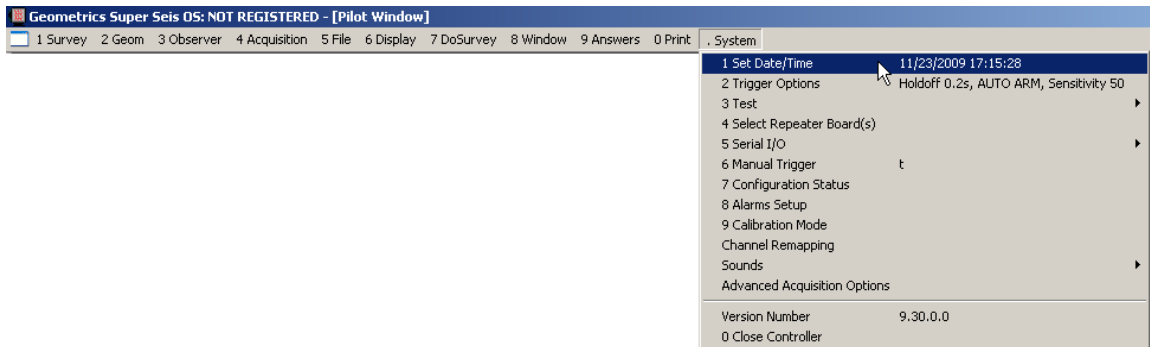 Geometrics Super Seis OS: NOT REGISTERED - [Pilot Window]
1 Survey 2 Geom 3 Observer 4 Acquisition 5 File 6 Display 7 DoSurvey 8 Window 9 Answers 0 Print . System
1 Set Date/Time 11/23/2009 17:15:28
2 Trigger Options Holdoff 0.2s, AUTO ARM, Sensitivity 50
3 Test
4 Select Repeater Board(s)
5 Serial I/O
6 Manual Trigger t
7 Configuration Status
8 Alarms Setup
9 Calibration Mode
Channel Remapping
Sounds
Advanced Acquisition Options
Version Number 9.30.0.0
0 Close Controller